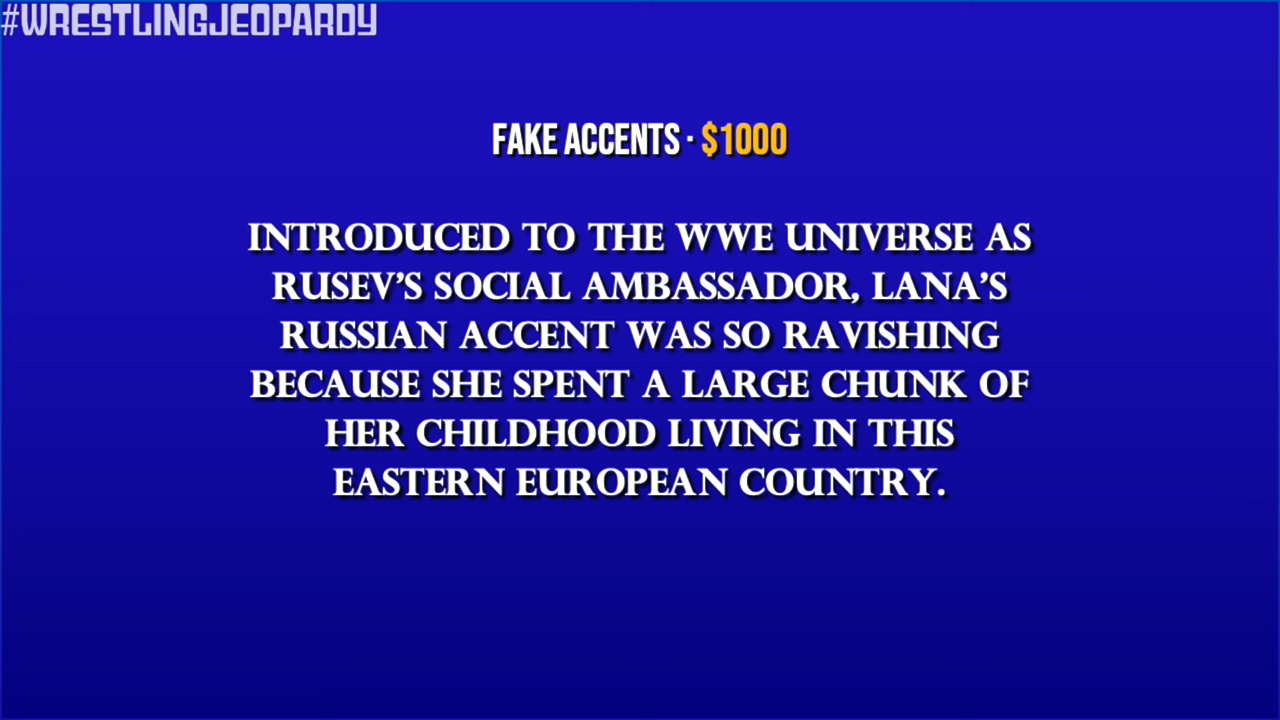 #WRESTLINGJEOPARDY
FAKE ACCENTS · $1000
INTRODUCED TO THE WWE UNIVERSE AS
RUSEV'S SOCIAL AMBASSADOR, LANA'S
RUSSIAN ACCENT WAS SO RAVISHING
BECAUSE SHE SPENT A LARGE CHUNK OF
HER CHILDHOOD LIVING IN THIS
EASTERN EUROPEAN COUNTRY.